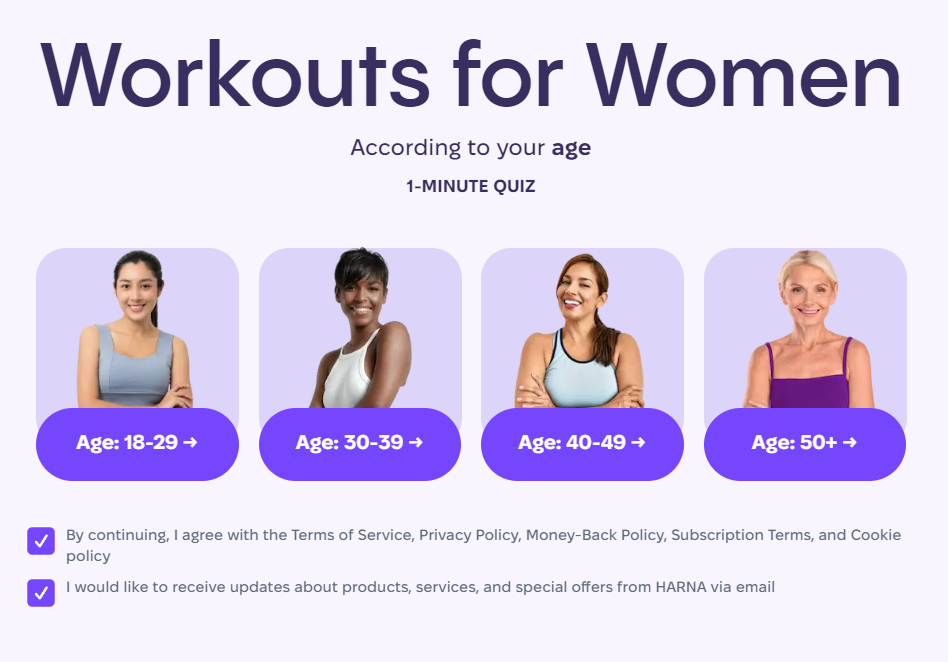 Workouts for Women
According to your age
1-MINUTE QUIZ
Age: 18-29 →
Age: 30-39 →
Age: 40-49 →
Age: 50+ →
By continuing, I agree with the Terms of Service, Privacy Policy, Money-Back Policy, Subscription Terms, and Cookie
policy
I would like to receive updates about products, services, and special offers from HARNA via email